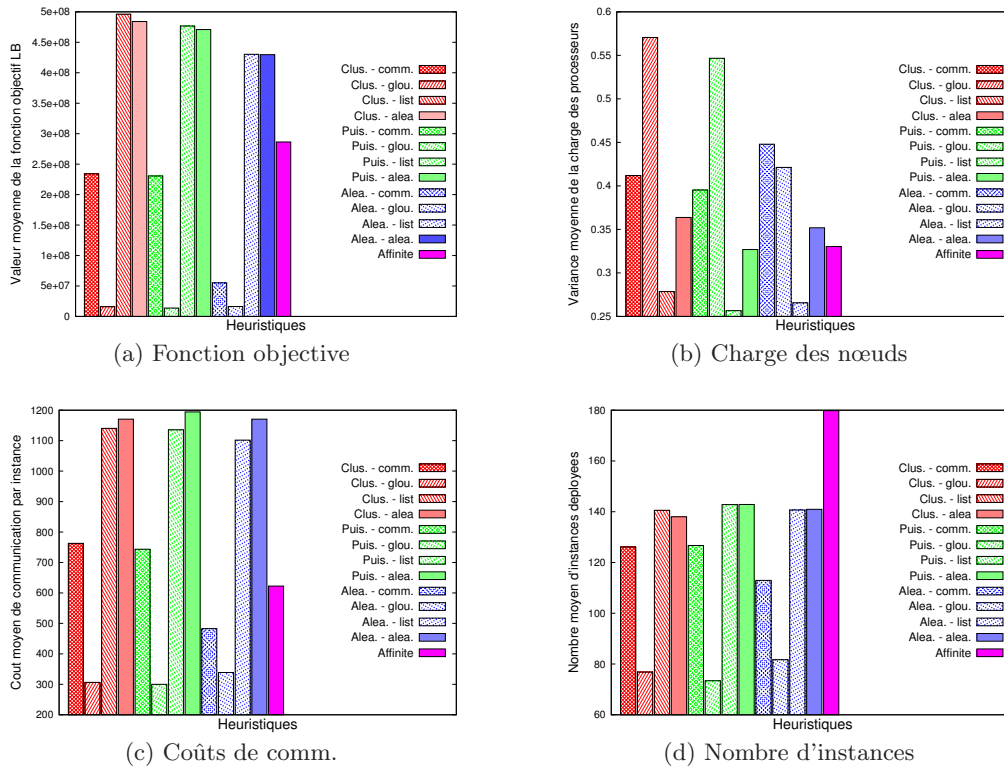 Valeur moyenne de la fonction objectif LB
5e+08
4.5e+08
4e+08
3.5e+08
3e+08
2.5e+08
2e+08
1.5e+08
1e+08
5e+07
0
Clus. - comm.
Clus. - glou.
Clus. - list
Clus. - alea
Puis. - comm.
Puis. - glou.
Puis. - list
Puis. - alea.
Alea. - comm.
Alea. - glou.
Alea. - list
Alea. - alea.
Affinite
Heuristiques
(a) Fonction objective
Variance moyenne de la charge des processeurs
0.6
0.55
0.5
0.45
0.4
0.35
0.3
0.25
Clus. - comm.
Clus. - glou.
Clus. - list
Clus. - alea
Puis. - comm.
Puis. - glou.
Puis. - list
Puis. - alea.
Alea. - comm.
Alea. - glou.
Alea. - list
Alea. - alea.
Affinite
Heuristiques
(b) Charge des nœuds
Cout moyen de communication par instance
1200
1100
1000
900
800
700
600
500
400
300
200
Clus. - comm.
Clus. - glou.
Clus. - list
Clus. - alea
Puis. - comm.
Puis. - glou.
Puis. - list
Puis. - alea.
Alea. - comm.
Alea. - glou.
Alea. - list
Alea. - alea.
Affinite
Heuristiques
(c) Coûts de comm.
Nombre moyen d'instances deployees
180
160
140
120
100
80
60
Clus. - comm.
Clus. - glou.
Clus. - list
Clus. - alea
Puis. - comm.
Puis. - glou.
Puis. - list
Puis. - alea.
Alea. - comm.
Alea. - glou.
Alea. - list
Alea. - alea.
Affinite
Heuristiques
(d) Nombre d'instances